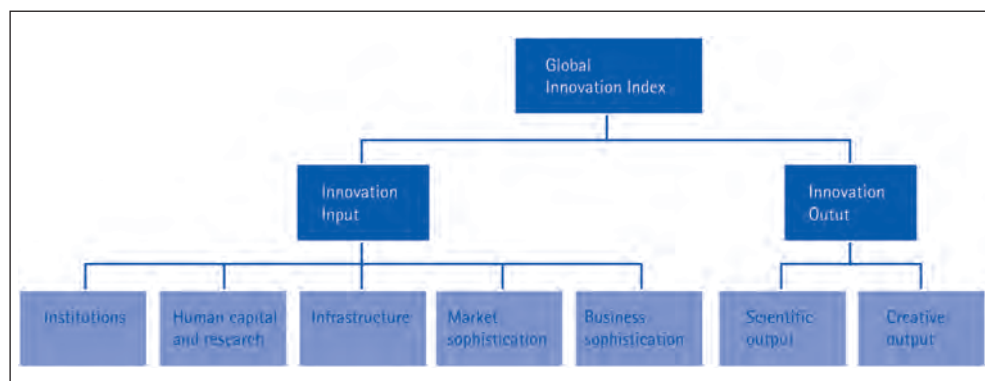 Global
Innovation Index
Innovation
Input
Innovation
Outut
Institutions
Human capital
and research
Infrastructure
Market
sophistication
Business
sophistication
Scientific
output
Creative
output